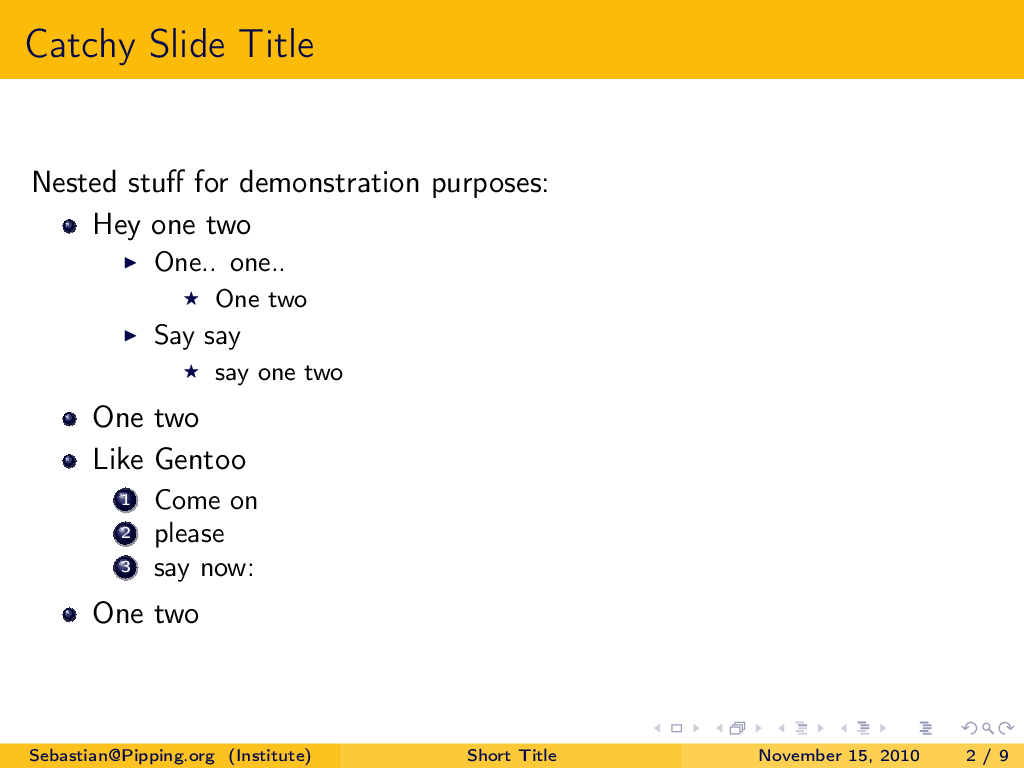 Catchy Slide Title
Nested stuff for demonstration purposes:
Hey one two
One.. one..
One two
Say say
say one two
One two
Like Gentoo
1 Come on
2 please
3 say now:
One two
Sebastian@Pipping.org (Institute) Short Title November 15, 2010 2 / 9